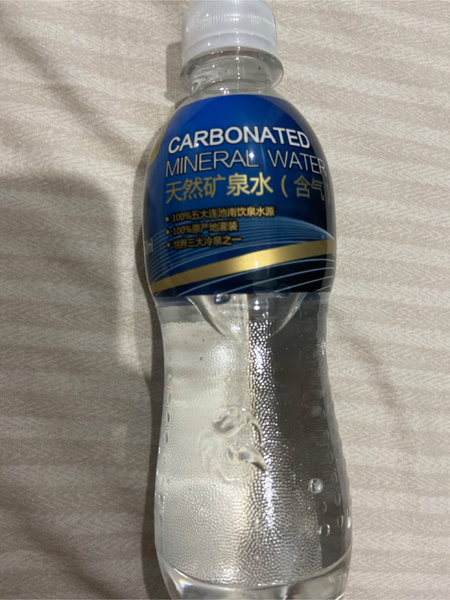 CARBONATED
MINERAL WATER
天然矿泉水（含气
100%五大连池南饮泉水源
100%原产地灌装
世界三大冷泉之一
ml